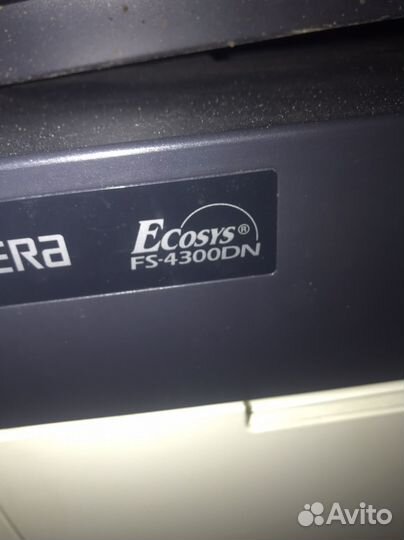 ERa
Ecosys®
FS-4300DN
Avito